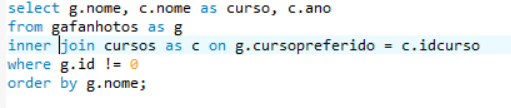 select g.nome, c.nome as curso, c.ano
from gafanhotos as g
inner join cursos as c on g.cursopreferido = c.idcurso
where g.id != 0
order by g.nome;